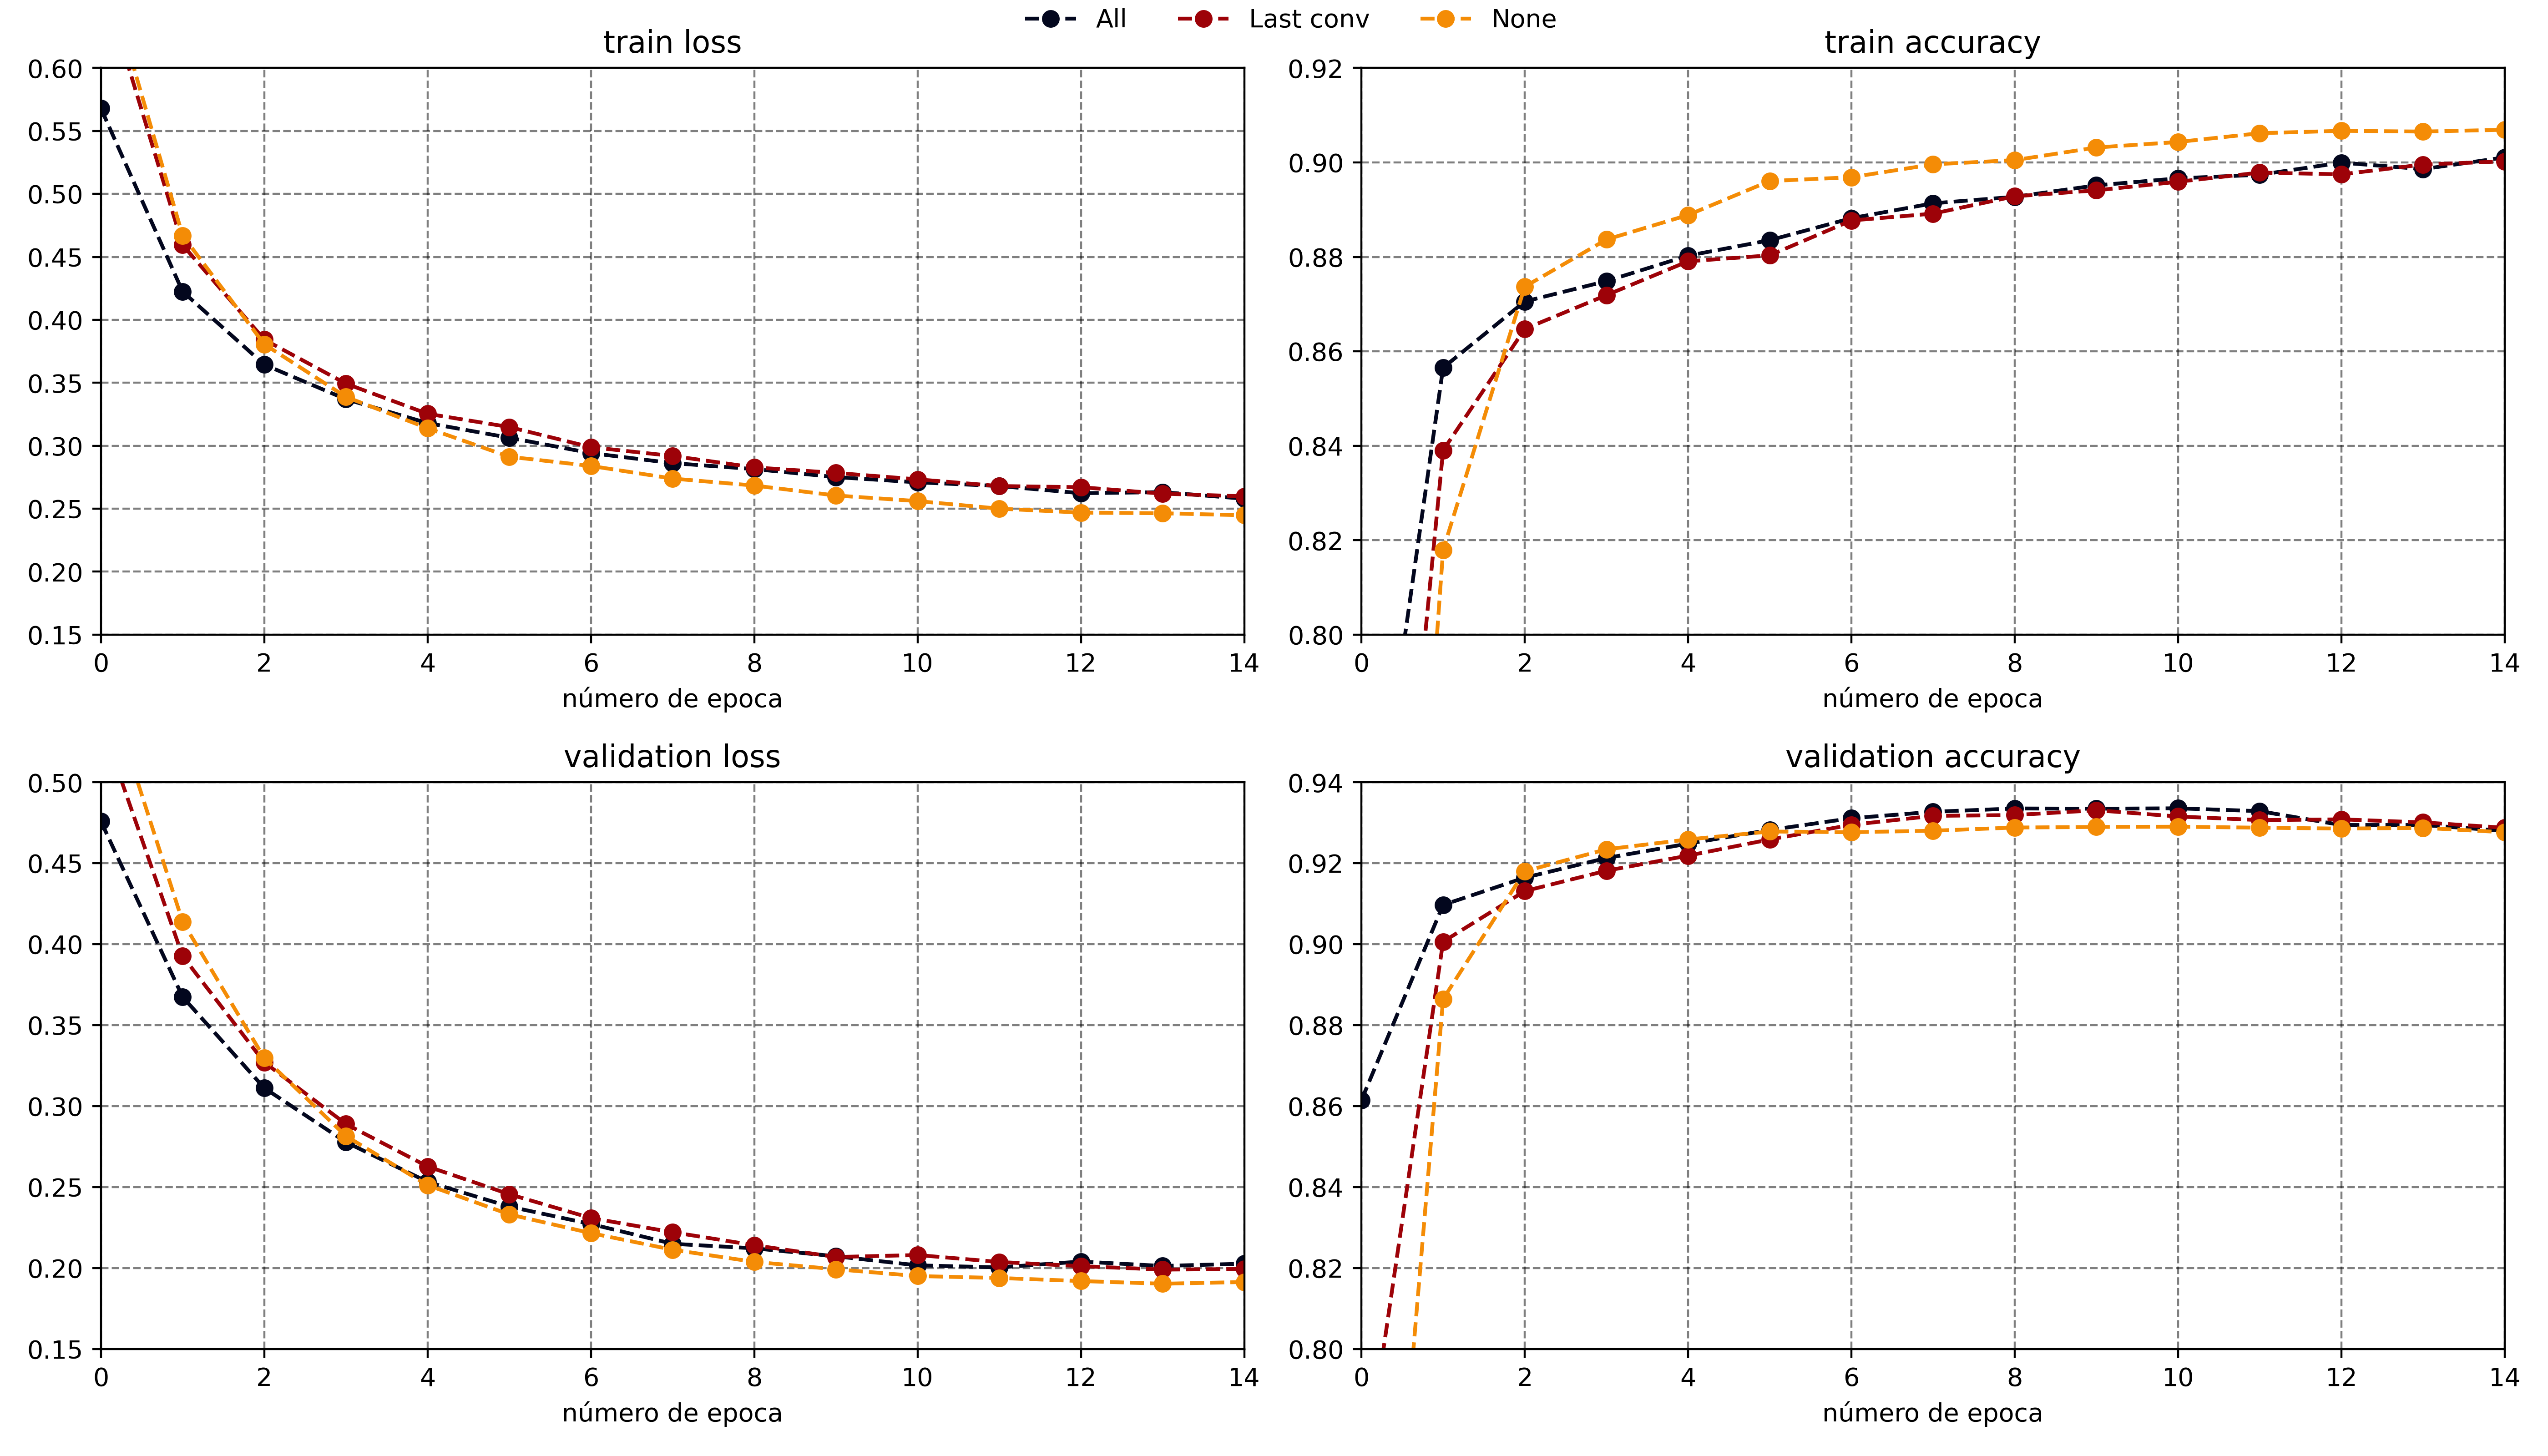 All Last conv None
train loss
0.60
0.55
0.50
0.45
0.40
0.35
0.30
0.25
0.20
0.15
0 2 4 6 8 10 12 14
número de epoca
train accuracy
0.92
0.90
0.88
0.86
0.84
0.82
0.80
0 2 4 6 8 10 12 14
número de epoca
validation loss
0.50
0.45
0.40
0.35
0.30
0.25
0.20
0.15
0 2 4 6 8 10 12 14
número de epoca
validation accuracy
0.94
0.92
0.90
0.88
0.86
0.84
0.82
0.80
0 2 4 6 8 10 12 14
número de epoca